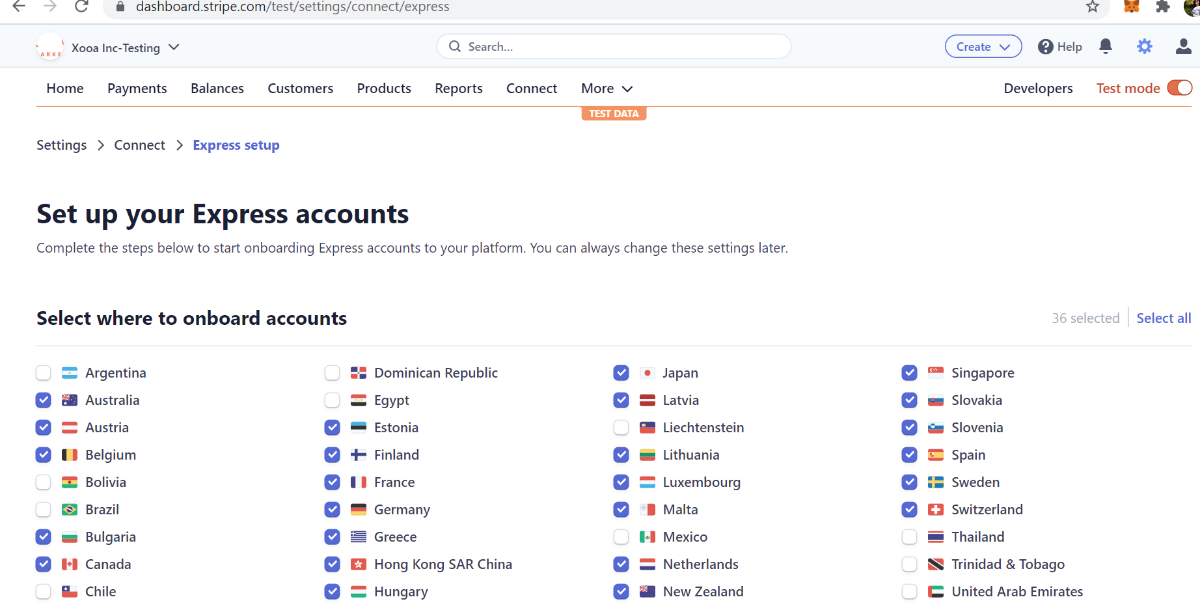 dashboard.stripe.com/test/settings/connect/express
Xooa Inc-Testing
Search...
Create
Help
Home
Payments
Balances
Customers
Products
Reports
Connect
More
Developers
Test mode
TEST DATA
Settings > Connect > Express setup
Set up your Express accounts
Complete the steps below to start onboarding Express accounts to your platform. You can always change these settings later.
Select where to onboard accounts
36 selected
Select all
Argentina
Australia
Austria
Belgium
Bolivia
Brazil
Bulgaria
Canada
Chile
Dominican Republic
Egypt
Estonia
Finland
France
Germany
Greece
Hong Kong SAR China
Hungary
Japan
Latvia
Liechtenstein
Lithuania
Luxembourg
Malta
Mexico
Netherlands
New Zealand
Singapore
Slovakia
Slovenia
Spain
Sweden
Switzerland
Thailand
Trinidad & Tobago
United Arab Emirates